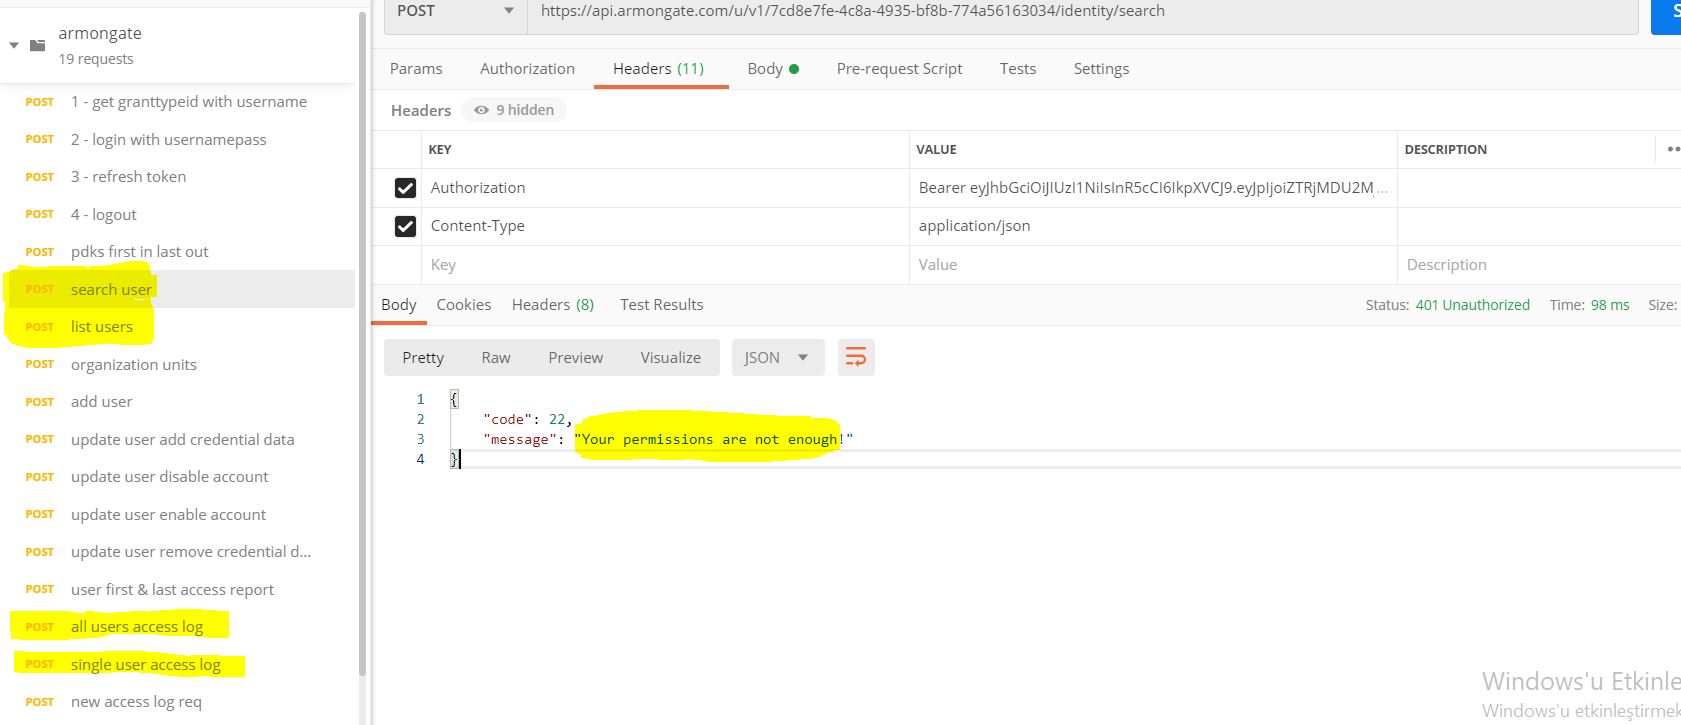 armongate
19 requests
POST 1 - get granttypeid with username
POST 2 - login with usernamepass
POST 3 - refresh token
POST 4 - logout
POST pdks fırst in last out
POST search user
POST list users
POST organization units
POST add user
POST update user add credential data
POST update user disable account
POST update user enable account
POST update user remove credential d...
POST user first & last access report
POST all users access log
POST single user access log
POST new access log req
POST https://api.armongate.com/u/v1/7cd8e7fe-4c8a-4935-bf8b-774a56163034/identity/search
Params Authorization Headers (11) Body Pre-request Script Tests Settings
Headers 9 hidden
KEY VALUE DESCRIPTION
Authorization Bearer eyJhbGciOiJIUzI1NiIsInR5cCI6IkpXVCJ9.eyJpIjoiZTRjMDU2M...
Content-Type application/json
Key Value Description
Body Cookies Headers (8) Test Results Status: 401 Unauthorized Time: 98 ms Size:
Pretty Raw Preview Visualize JSON
1 {
2 "code": 22,
3 "message": "Your permissions are not enough!"
4 }
Windows'u Etkinle
Windows'u etkinleştirmek